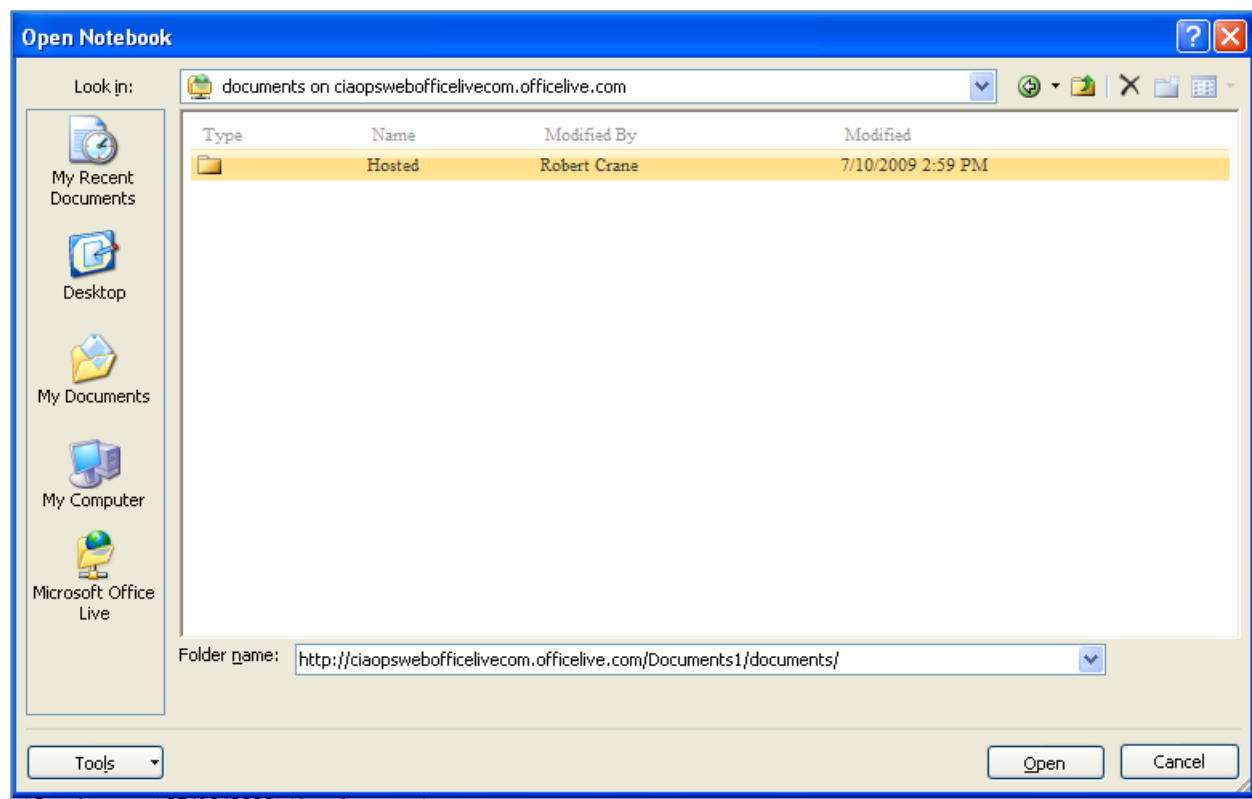 Open Notebook
Look in:
documents on ciaopswebofficelivecom.officelive.com
Type Name Modified By Modified
Hosted Robert Crane 7/10/2009 2:59 PM
My Recent
Documents
Desktop
My Documents
My Computer
Microsoft Office
Live
Folder name:
http://ciaopswebofficelivecom.officelive.com/Documents1/documents/
Tools
Open
Cancel